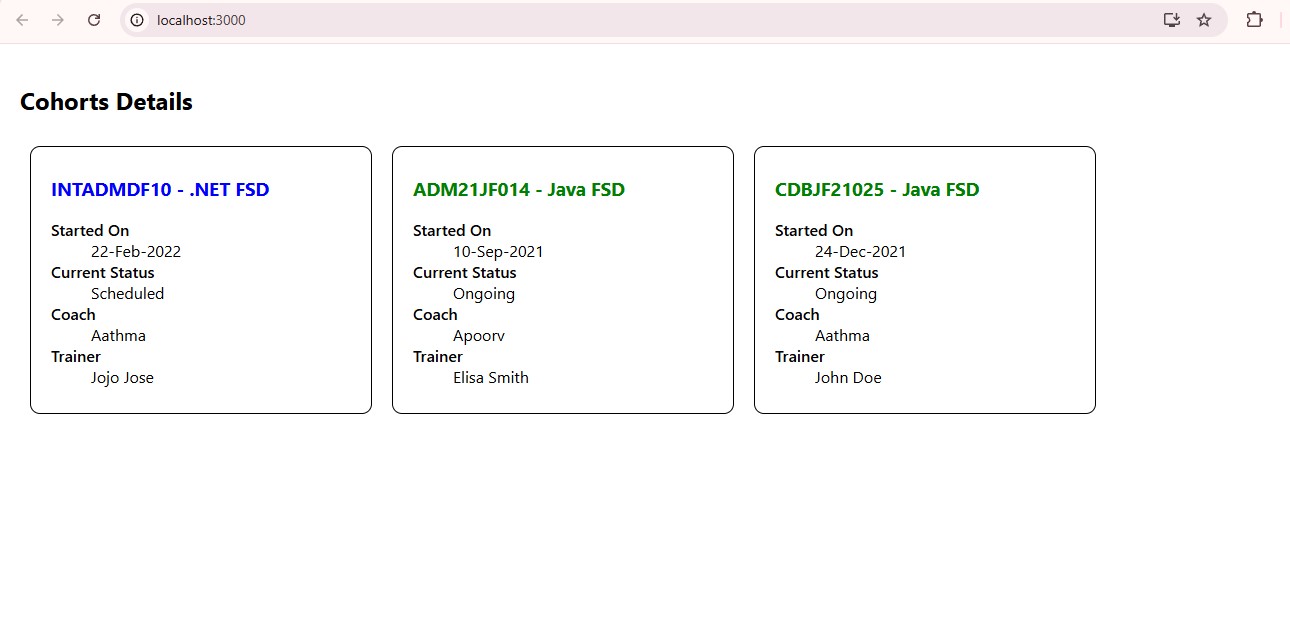 localhost:3000
Cohorts Details
INTADMDF10 - .NET FSD
Started On
22-Feb-2022
Current Status
Scheduled
Coach
Aathma
Trainer
Jojo Jose
ADM21JF014 - Java FSD
Started On
10-Sep-2021
Current Status
Ongoing
Coach
Apoorv
Trainer
Elisa Smith
CDBJF21025 - Java FSD
Started On
24-Dec-2021
Current Status
Ongoing
Coach
Aathma
Trainer
John Doe